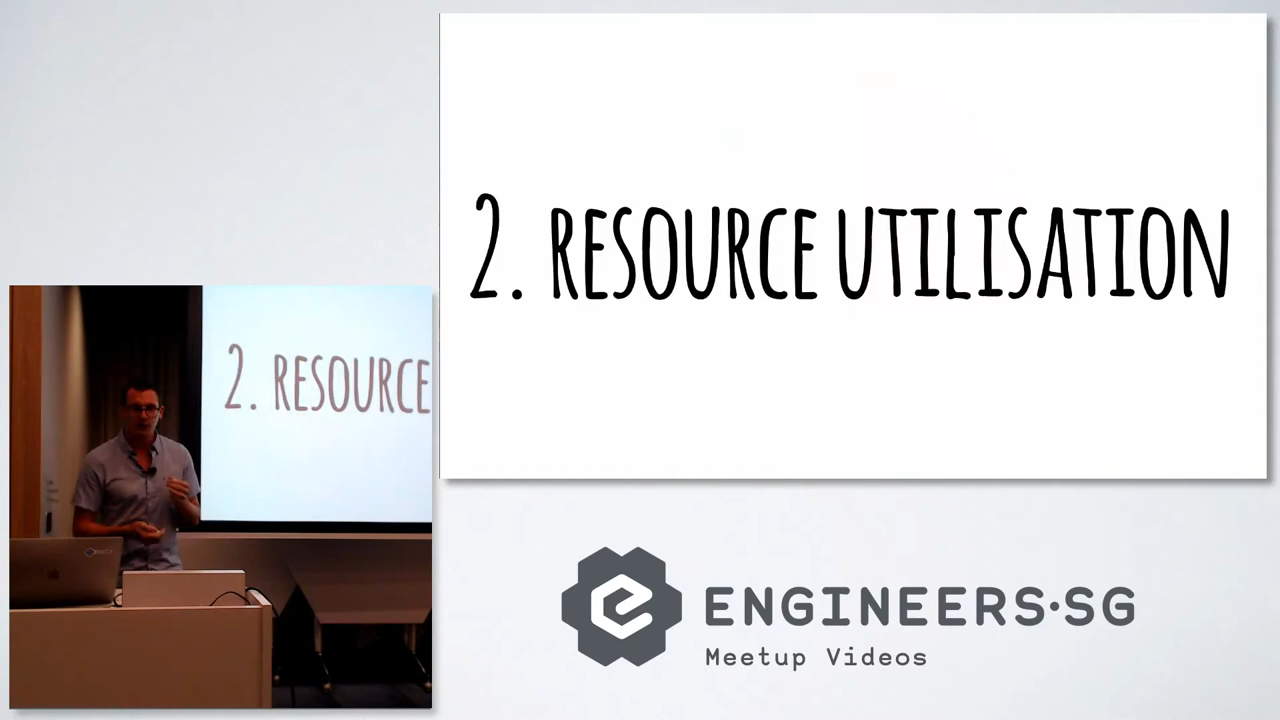 2. RESOURCE UTILISATION
2. RESOURCE
ENGINEERS·SG
Meetup Videos